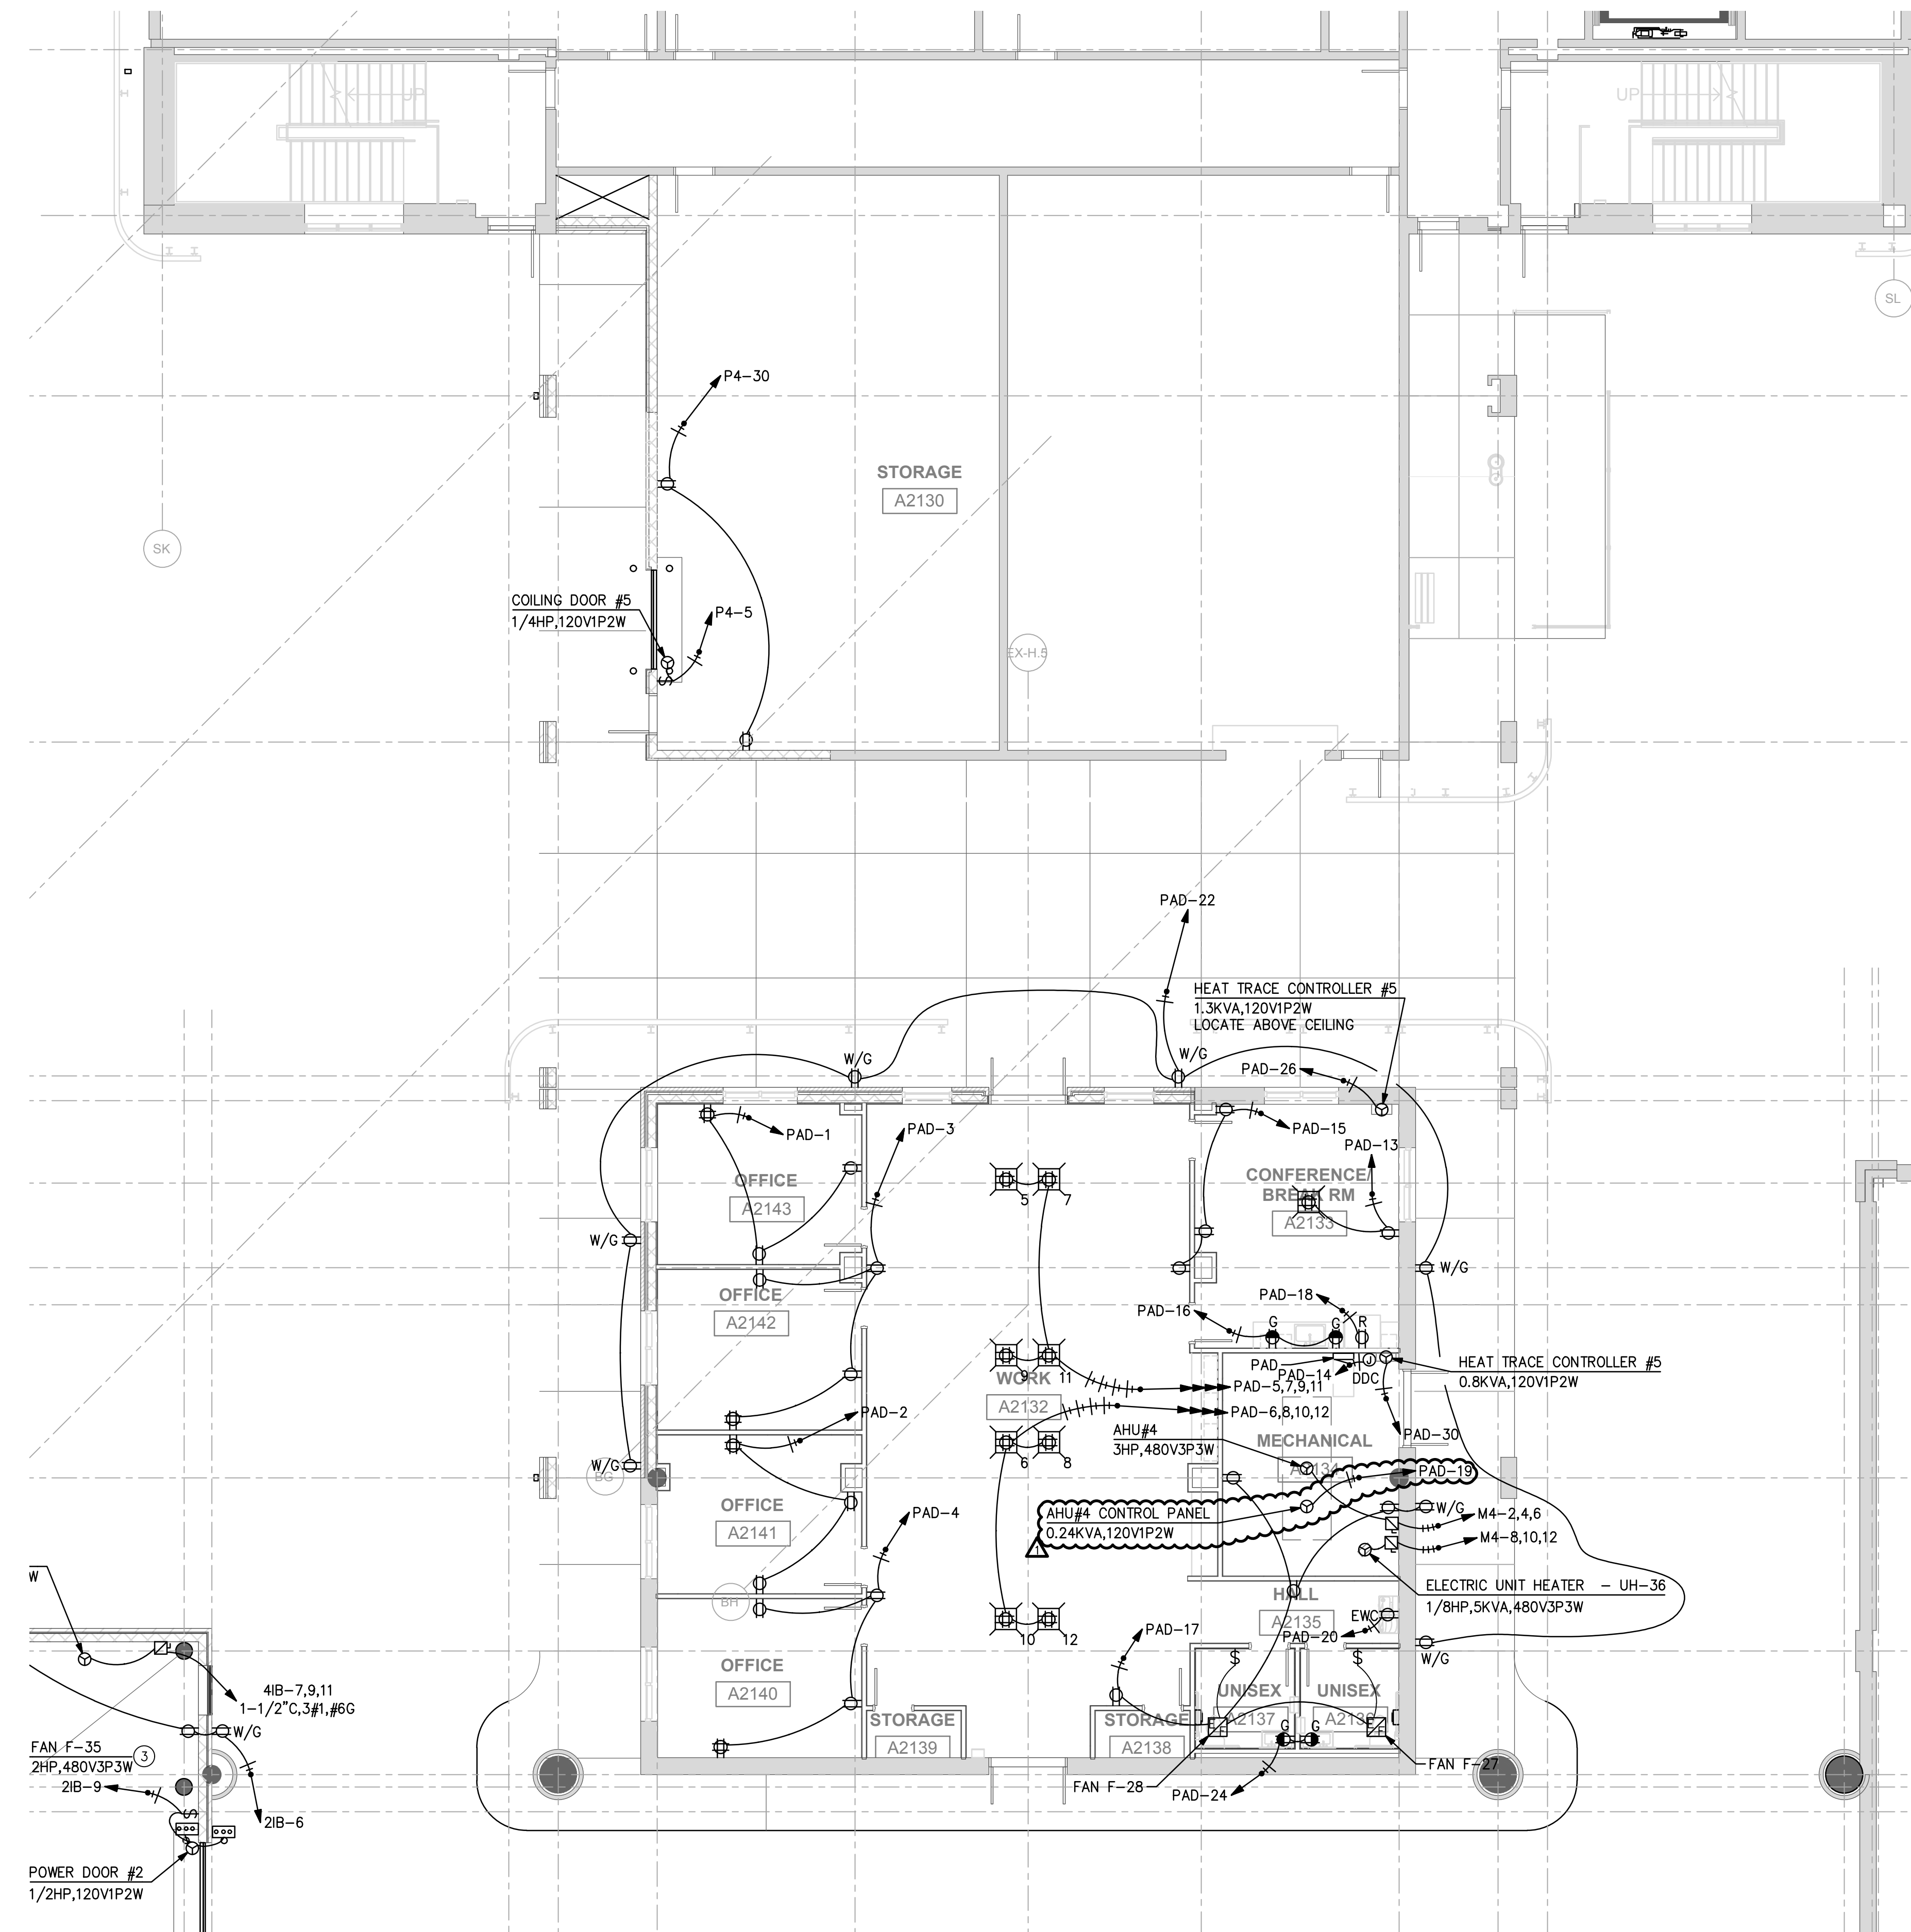 UP
UP
SL
P4-30
STORAGE
A2130
SK
COILING DOOR #5
1/4HP,120V1P2W
P4-5
EX-H.5
PAD-22
HEAT TRACE CONTROLLER #5
1.3KVA,120V1P2W
LOCATE ABOVE CEILING
W/G
W/G
PAD-26
PAD-1
PAD-3
PAD-15
PAD-13
OFFICE
A2143
5
7
CONFERENCE/
BREAK RM
A2133
W/G
W/G
OFFICE
A2142
PAD-18
PAD-16
G
G
R
9
11
WORK
A2132
PAD
PAD-14
J
DDC
HEAT TRACE CONTROLLER #5
0.8KVA,120V1P2W
PAD-5,7,9,11
PAD-6,8,10,12
PAD-2
AHU#4
3HP,480V3P3W
PAD-30
MECHANICAL
A2134
6
8
W/G
BG
PAD-19
OFFICE
A2141
PAD-4
AHU#4 CONTROL PANEL
0.24KVA,120V1P2W
1
W/G
M4-2,4,6
M4-8,10,12
ELECTRIC UNIT HEATER - UH-36
1/8HP,5KVA,480V3P3W
W
BH
HALL
A2135
EWC
PAD-20
10
12
PAD-17
$
$
W/G
OFFICE
A2140
UNISEX
A2137
UNISEX
A2136
4IB-7,9,11
1-1/2"C,3#1,#6G
STORAGE
A2139
STORAGE
A2138
G
G
W/G
FAN F-35
2HP,480V3P3W
3
2IB-9
FAN F-28
FAN F-27
PAD-24
2IB-6
S
POWER DOOR #2
1/2HP,120V1P2W